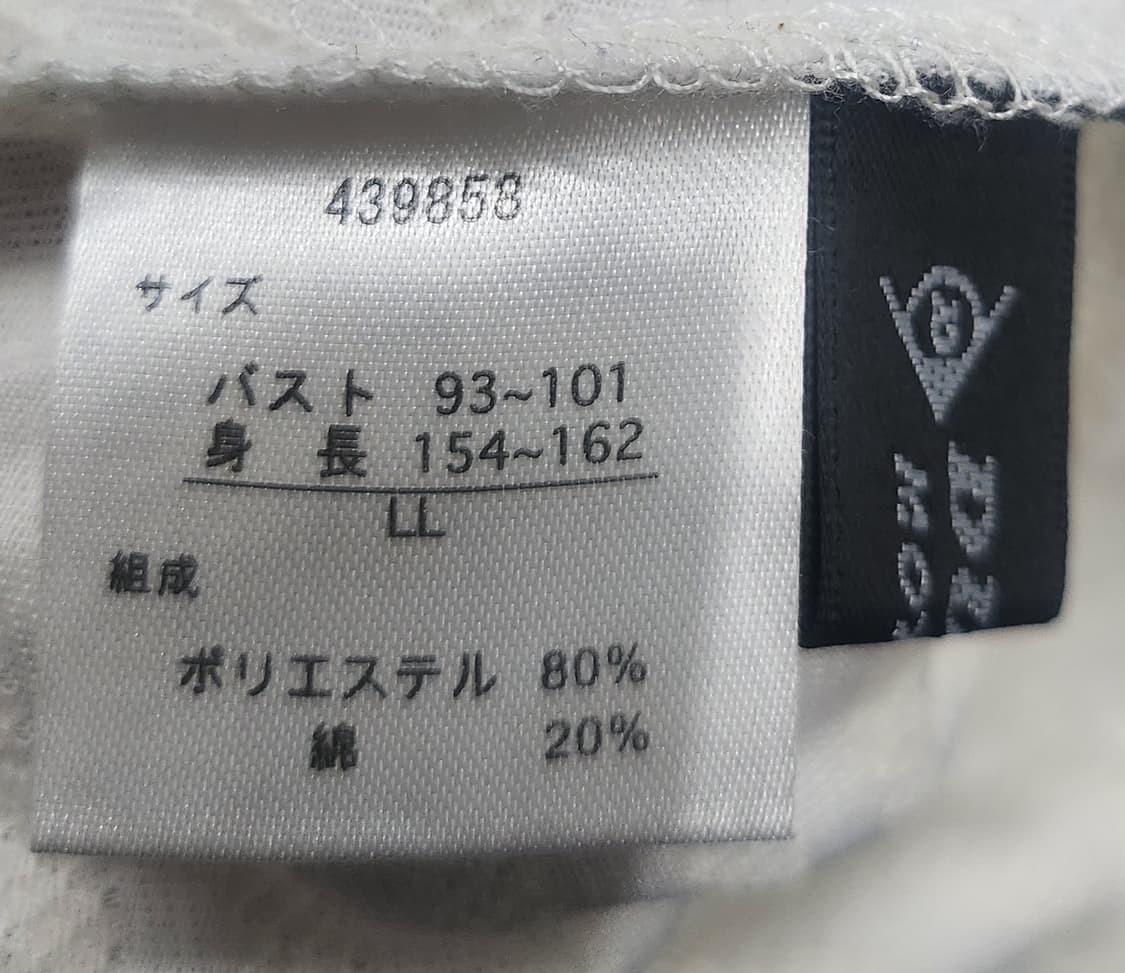 439858
サイズ
バスト 93~101
身長 154~162
LL
組成
ポリエステル 80%
綿 20%